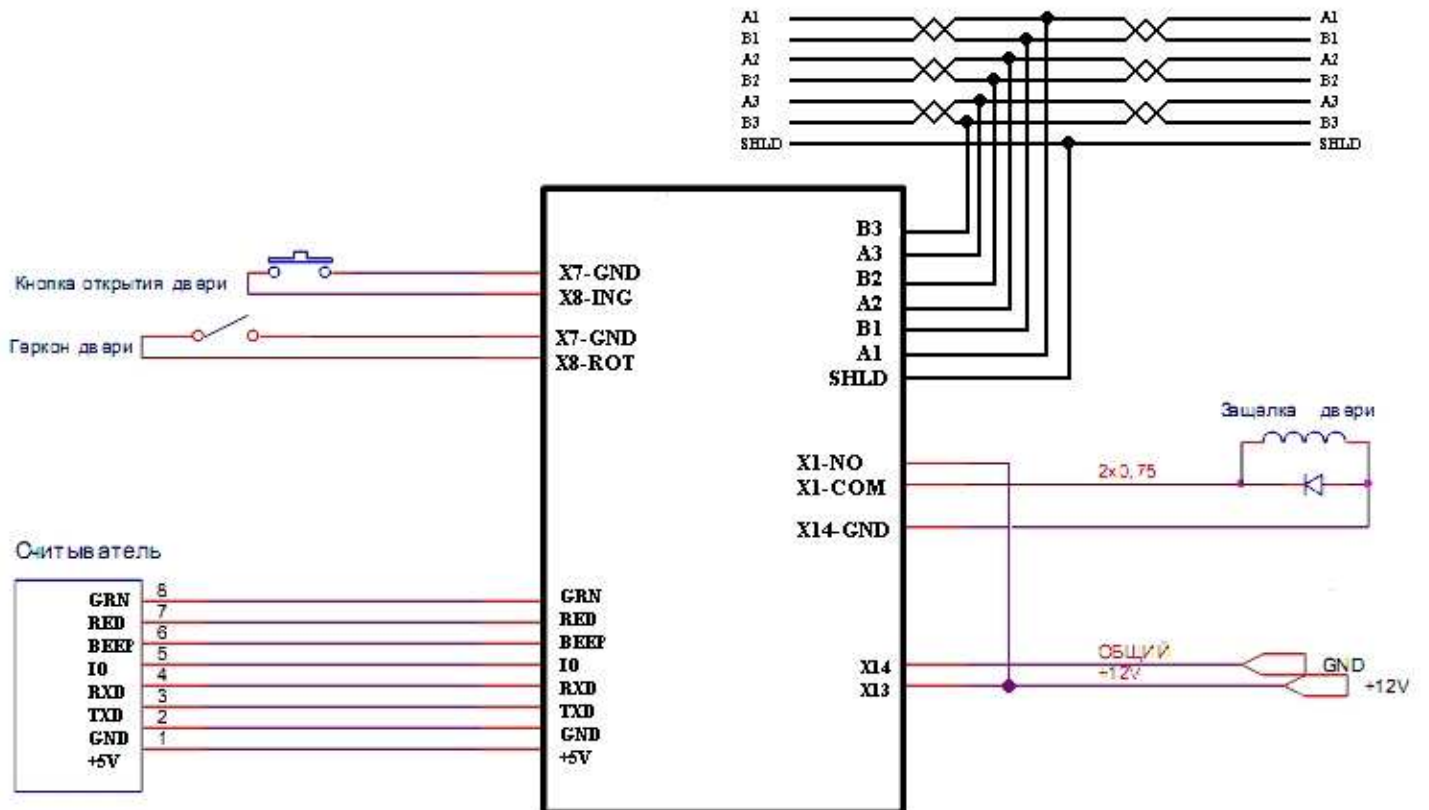 A1 A1
B1 B1
A2 A2
B2 B2
A3 A3
B3 B3
SHLD SHLD
Кнопка открытия двери
Геркон двери
X7-GND
X8-ING
X7-GND
X8-ROT
B3
A3
B2
A2
B1
A1
SHLD
Защелка двери
X1-NO
X1-COM
X14-GND
2x0,75
Считыватель
GRN 8 GRN
RED 7 RED
BEEP 6 BEEP
IO 5 IO
RXD 4 RXD
TXD 3 TXD
GND 2 GND
+5V 1 +5V
X14 ОБЩИЙ GND
X13 +12V +12V